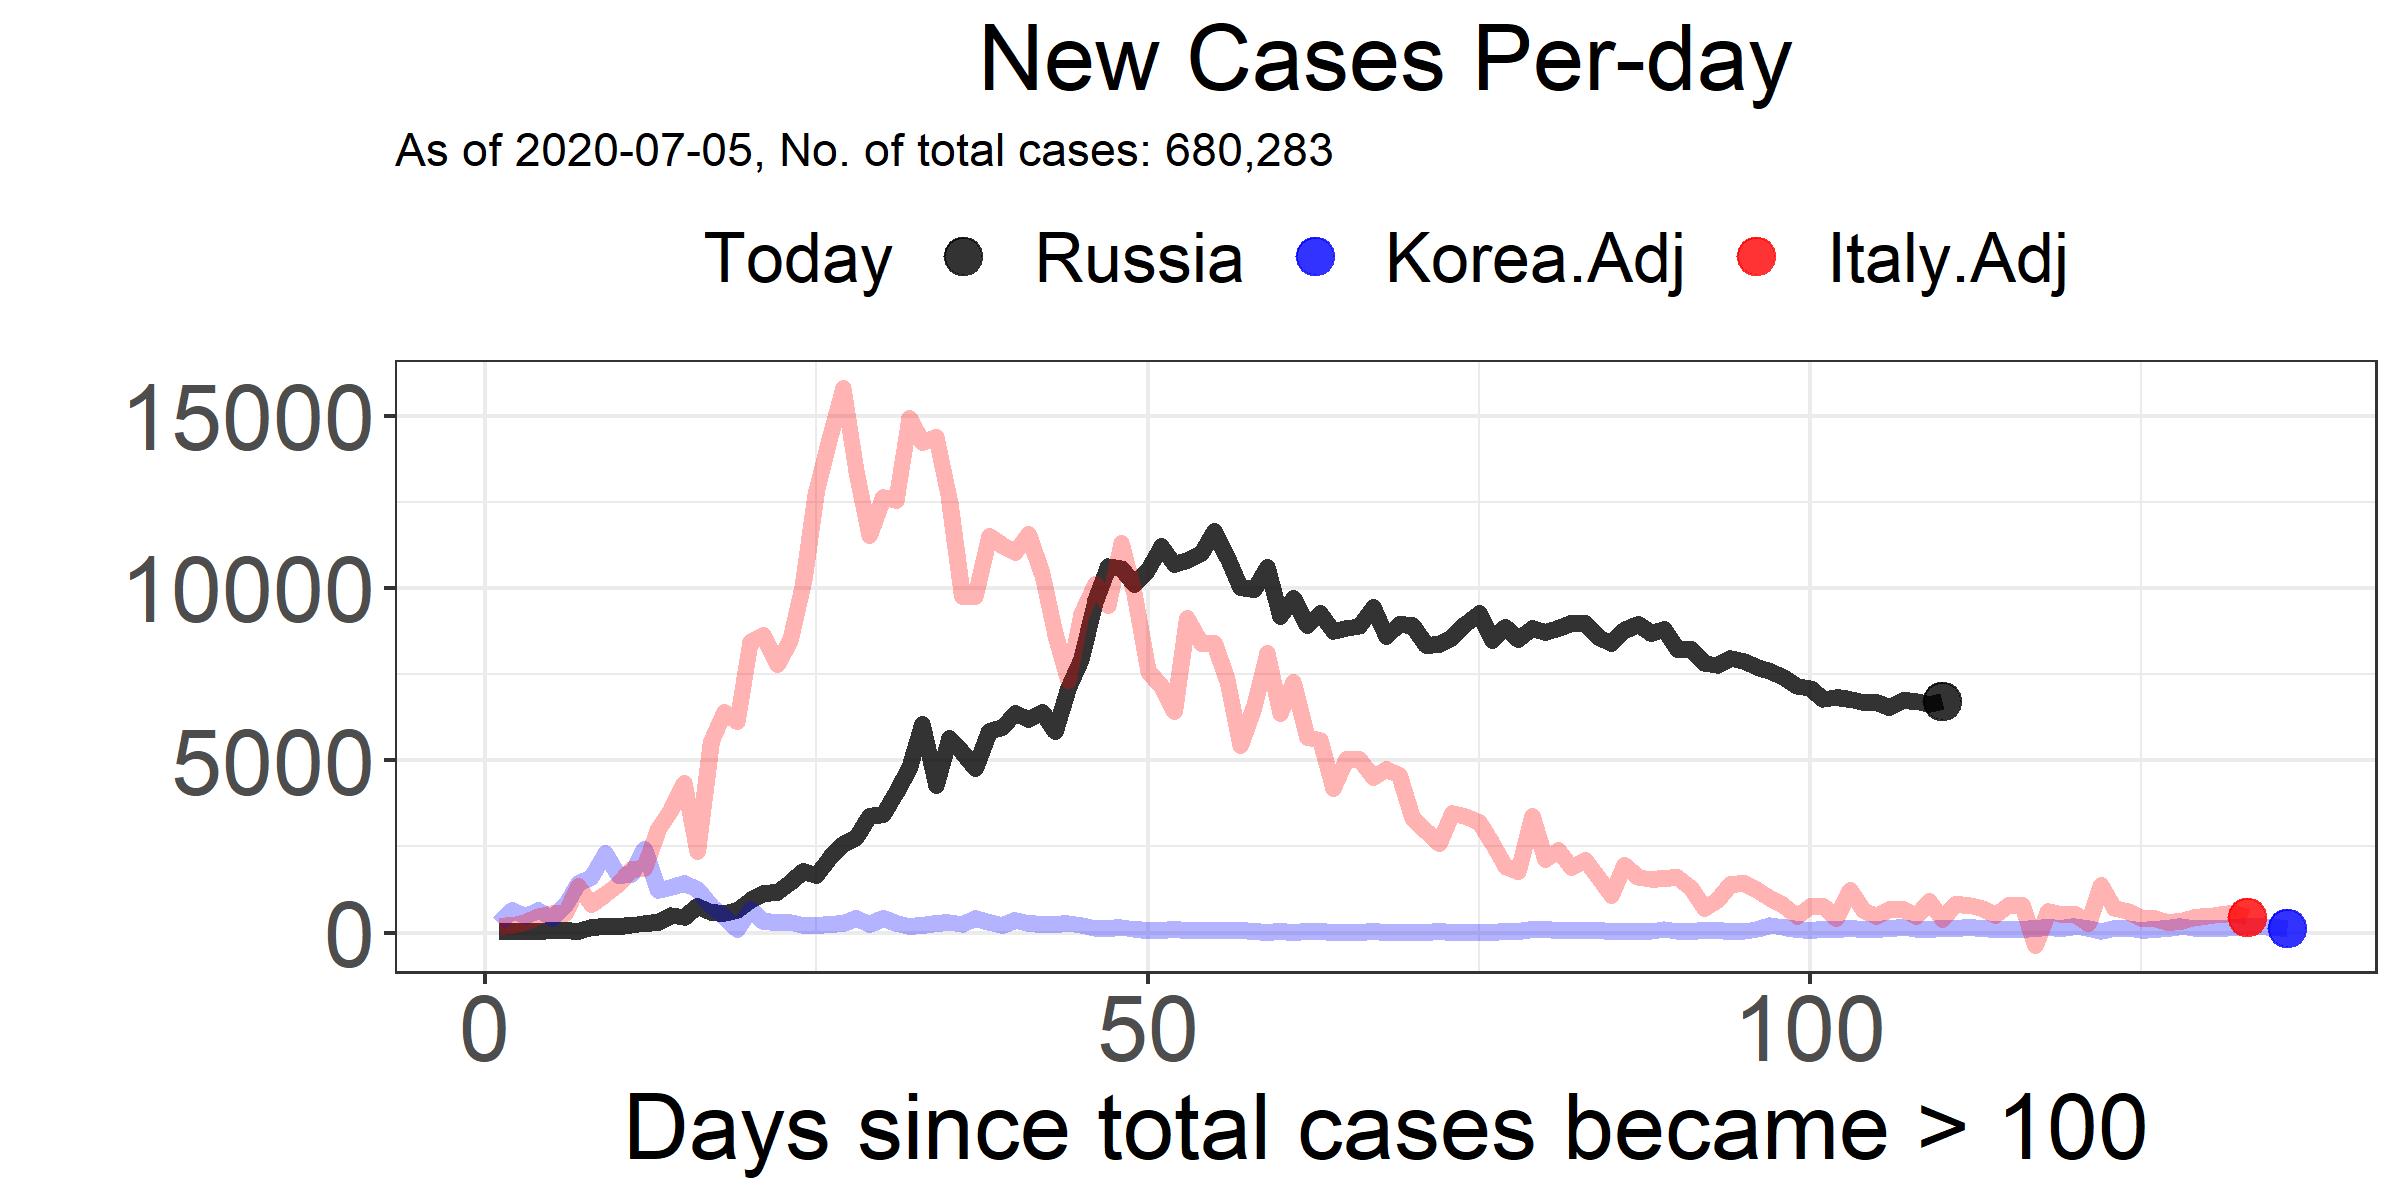 New Cases Per-day
As of 2020-07-05, No. of total cases: 680,283
Today Russia Korea.Adj Italy.Adj
15000
10000
5000
0
0 50 100
Days since total cases became > 100